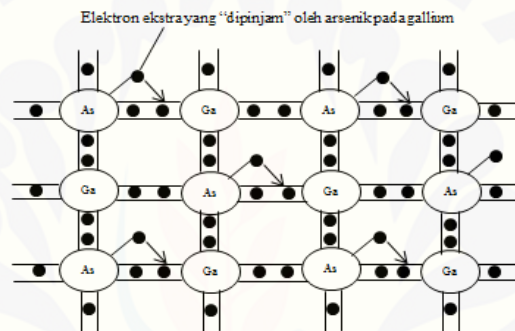 Elektron ekstra yang “dipinjam” oleh arsenik pada gallium
As Ga As Ga
Ga As Ga As
As Ga As Ga